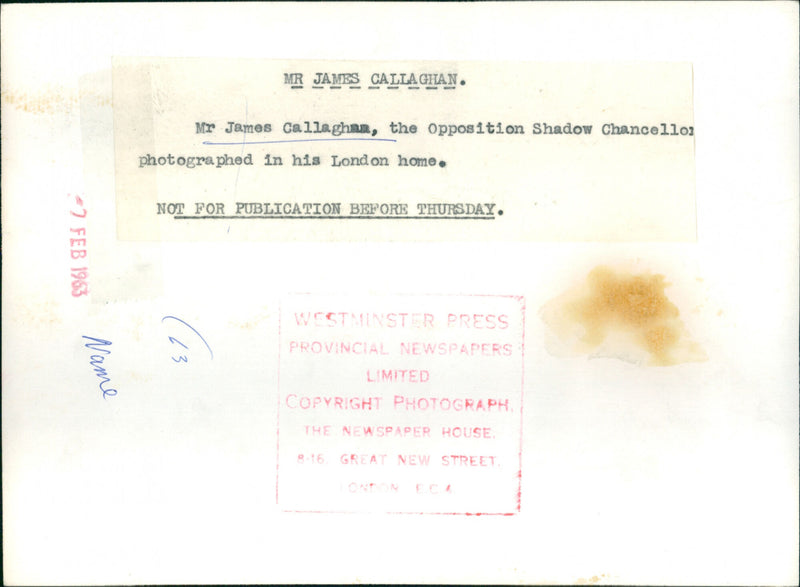 MR JAMES CALLAGHAN.
Mr James Callaghan, the Opposition Shadow Chancellor
photographed in his London home.
NOT FOR PUBLICATION BEFORE THURSDAY.
-7 FEB 1963
Name
WESTMINSTER PRESS
PROVINCIAL NEWSPAPERS
LIMITED
COPYRIGHT PHOTOGRAPH,
THE NEWSPAPER HOUSE,
8-16, GREAT NEW STREET,
LONDON E.C.4